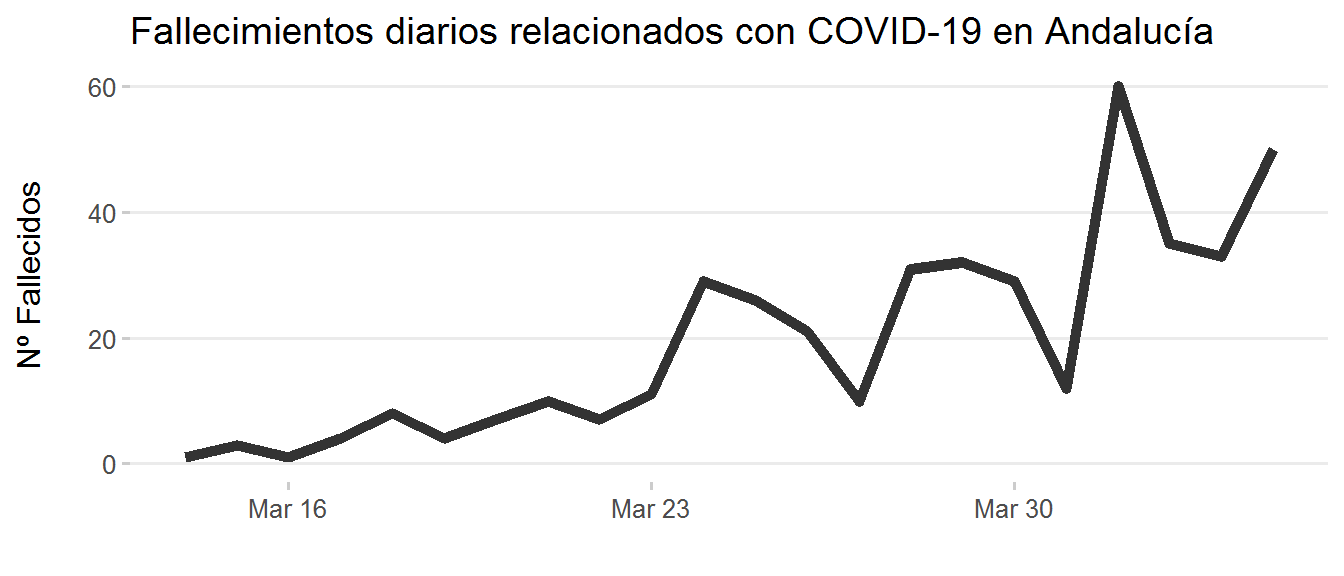 Fallecimientos diarios relacionados con COVID-19 en Andalucía
Nº Fallecidos
60
40
20
0
Mar 16
Mar 23
Mar 30